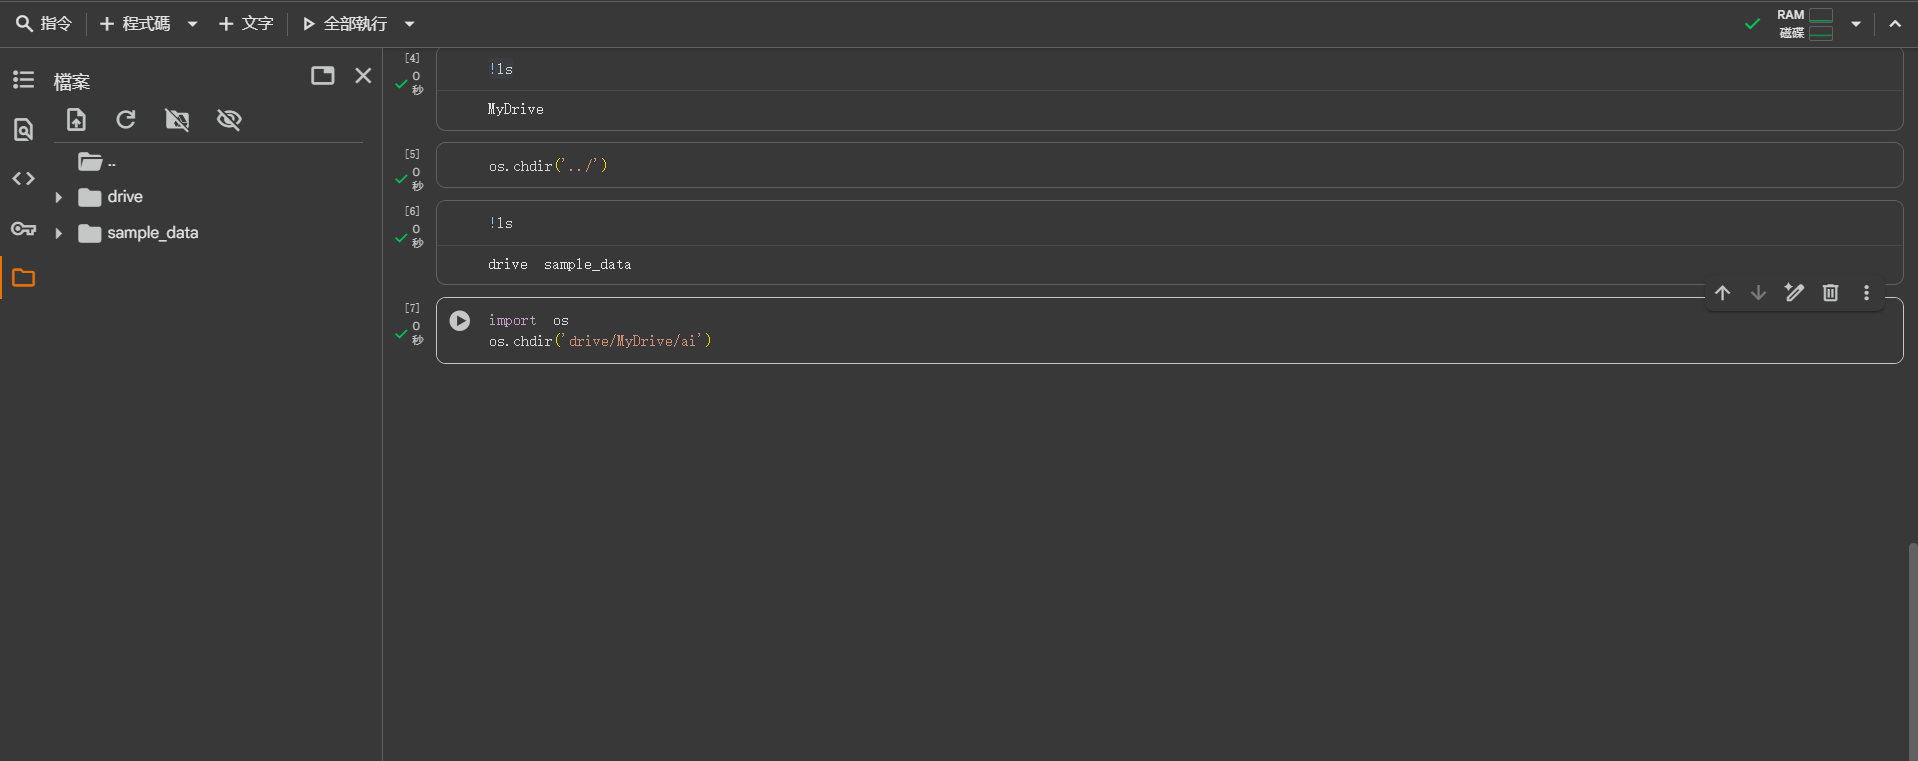 指令 + 程式碼 + 文字 全部執行
RAM
磁碟
檔案
..
drive
sample_data
[4]
0
秒
!ls
MyDrive
[5]
0
秒
os.chdir('../')
[6]
0
秒
!ls
drive  sample_data
[7]
0
秒
import  os
os.chdir('drive/MyDrive/ai')